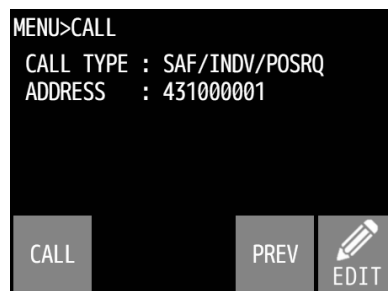 MENU>CALL
CALL TYPE : SAF/INDV/POSRQ
ADDRESS : 431000001
CALL PREV EDIT